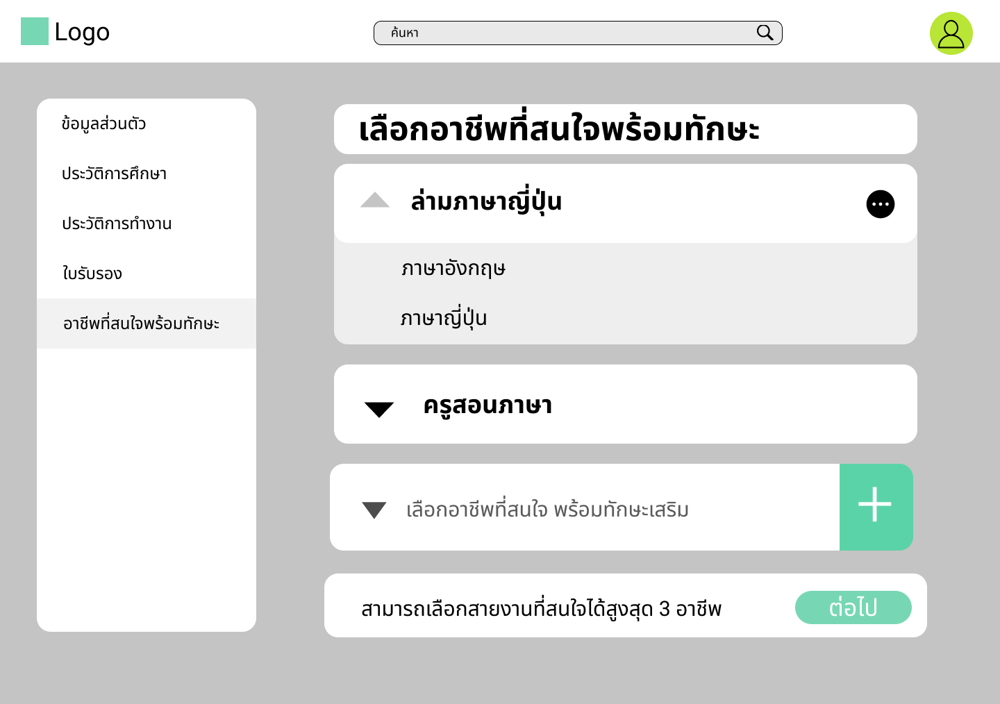 Logo
ค้นหา
ข้อมูลส่วนตัว
ประวัติการศึกษา
ประวัติการทำงาน
ใบรับรอง
อาชีพที่สนใจพร้อมทักษะ
เลือกอาชีพที่สนใจพร้อมทักษะ
ล่ามภาษาญี่ปุ่น
ภาษาอังกฤษ
ภาษาญี่ปุ่น
ครูสอนภาษา
เลือกอาชีพที่สนใจ พร้อมทักษะเสริม
สามารถเลือกสายงานที่สนใจได้สูงสุด 3 อาชีพ
ต่อไป